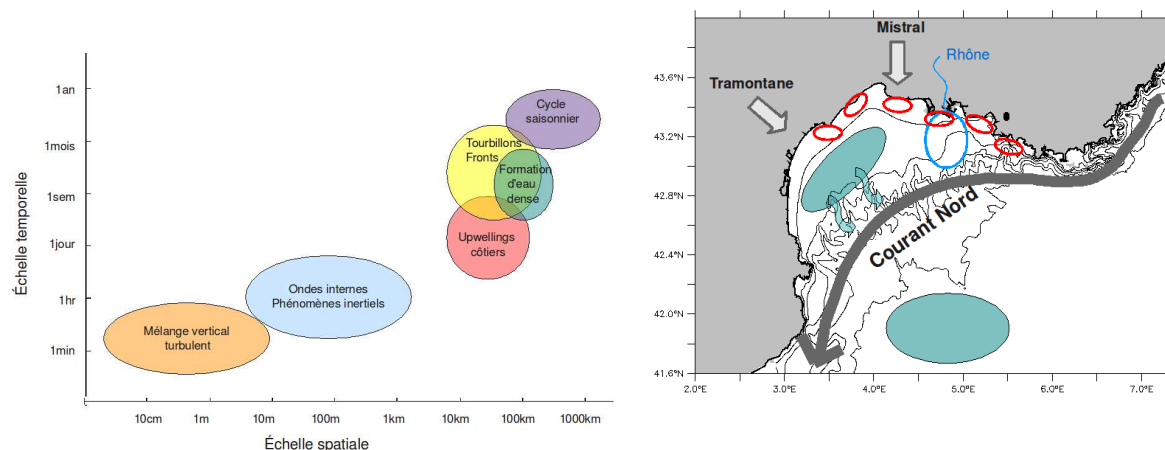 Échelle temporelle
1an
1mois
1sem
1jour
1hr
1min
Cycle
saisonnier
Tourbillons
Fronts
Formation
d'eau
dense
Upwellings
côtiers
Ondes internes
Phénomènes inertiels
Mélange vertical
turbulent
10cm
1m
10m
100m
1km
10km
100km
1000km
Échelle spatiale
Mistral
Rhône
Tramontane
Courant Nord
43.6°N
43.2°N
42.8°N
42.4°N
42.0°N
41.6°N
2.0°E
3.0°E
4.0°E
5.0°E
6.0°E
7.0°E